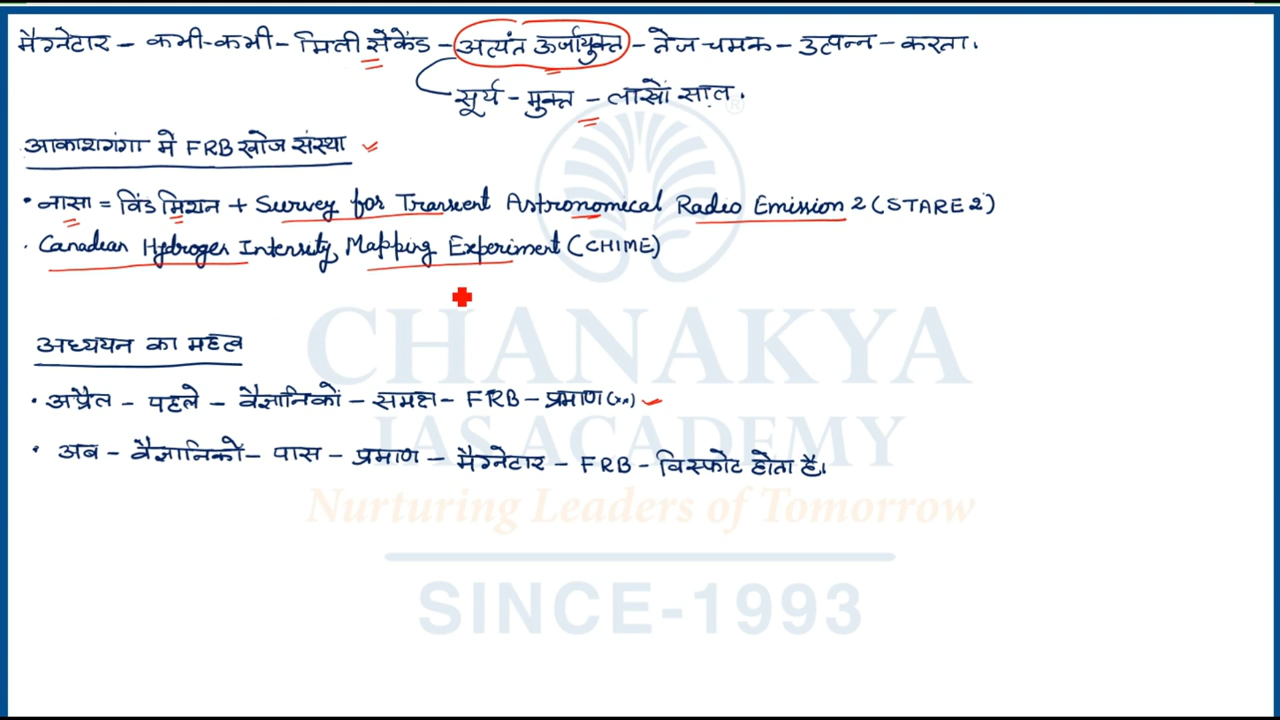 मैग्नेटार - कभी-कभी - मिली सेकेंड - अत्यंत ऊर्जायुक्त - तेज चमक - उत्पन्न - करता.
सूर्य - मुक्त - लाखों साल.
आकाशगंगा में FRB खोज संस्था
• नासा = विंड मिशन + Survey for Transient Astronomical Radio Emission 2 (STARE 2)
• Canadian Hydrogen Intensity Mapping Experiment (CHIME)
अध्ययन का महत्व
• अप्रैल - पहले - वैज्ञानिकों - समक्ष - FRB - प्रमाण (xx)
• अब - वैज्ञानिकों - पास - प्रमाण - मैग्नेटार - FRB - विस्फोट होता है।
CHANAKYA
IAS ACADEMY
Nurturing Leaders of Tomorrow
SINCE-1993